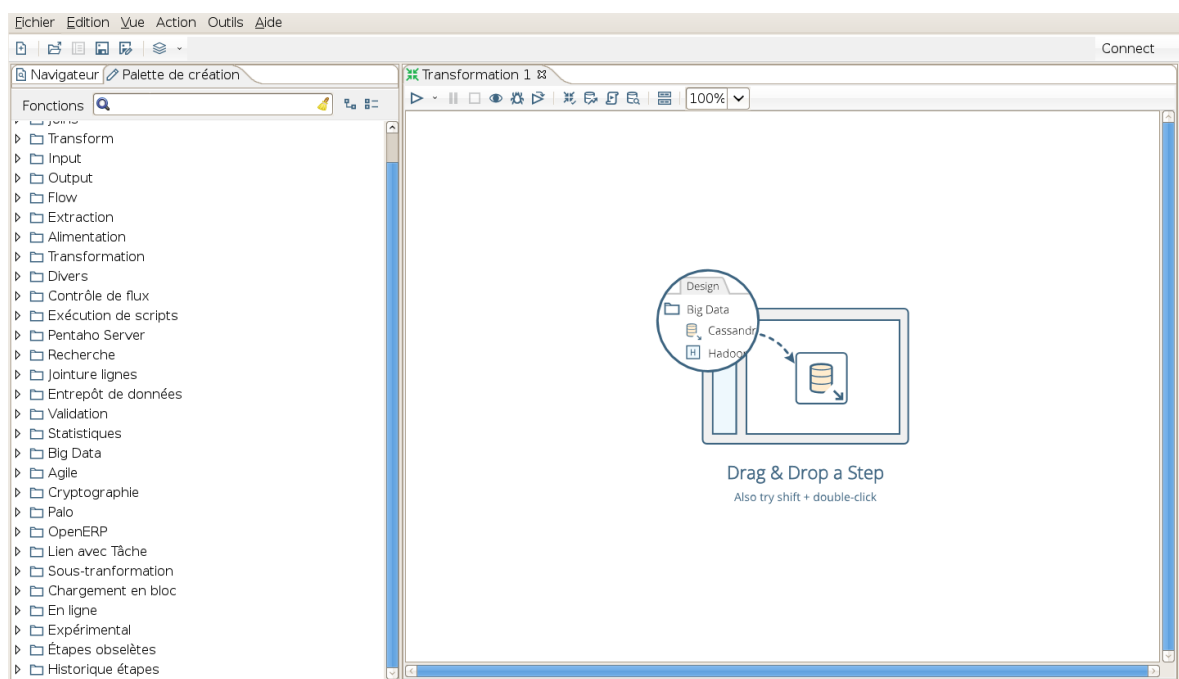 Fichier Edition Vue Action Outils Aide
Connect
Navigateur Palette de création
Transformation 1
Fonctions
100%
Joins
Transform
Input
Output
Flow
Extraction
Alimentation
Transformation
Divers
Contrôle de flux
Exécution de scripts
Pentaho Server
Recherche
Jointure lignes
Entrepôt de données
Validation
Statistiques
Big Data
Agile
Cryptographie
Palo
OpenERP
Lien avec Tâche
Sous-tranformation
Chargement en bloc
En ligne
Expérimental
Étapes obselètes
Historique étapes
Design
Big Data
Cassandr
H Hadoop
Drag & Drop a Step
Also try shift + double-click